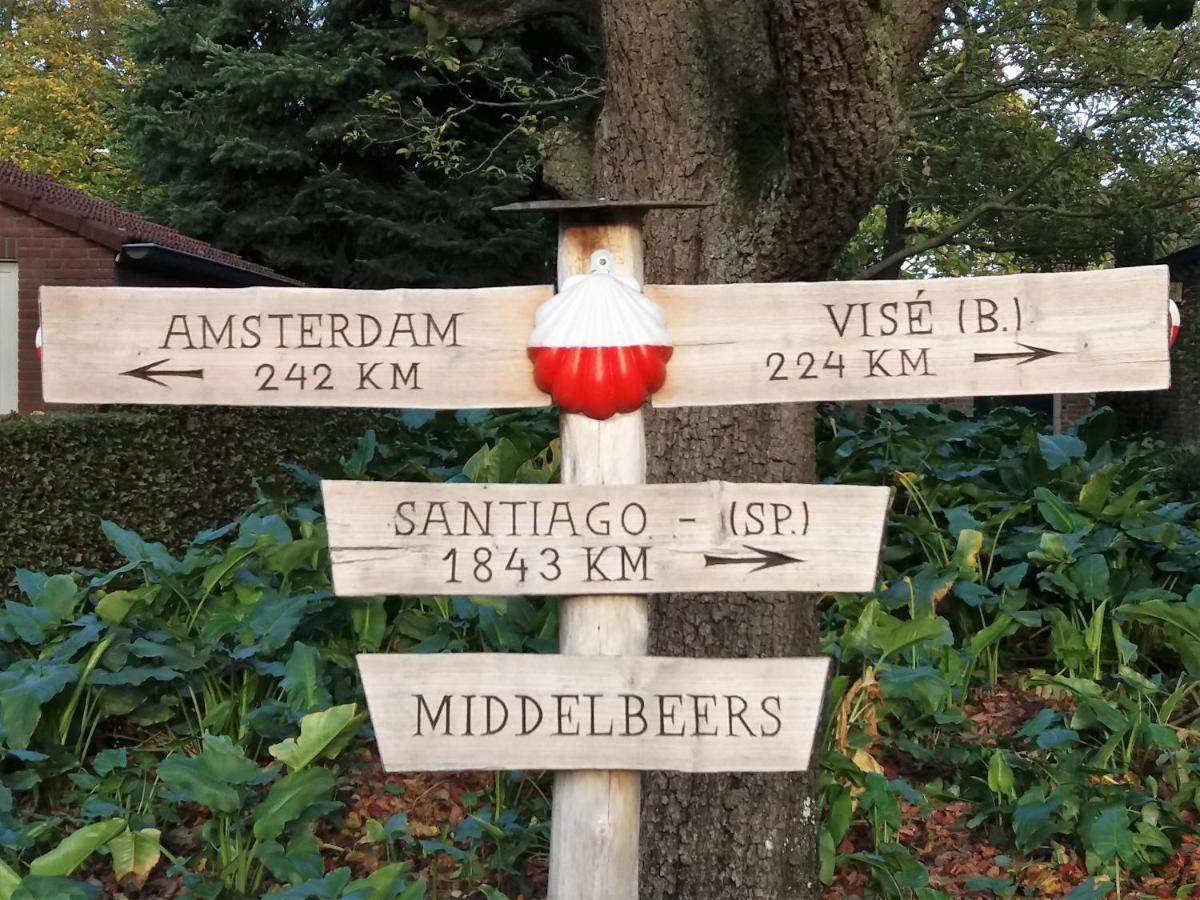 AMSTERDAM
242 KM
VISÉ (B.)
224 KM
SANTIAGO - (SP.)
1843 KM
MIDDELBEERS